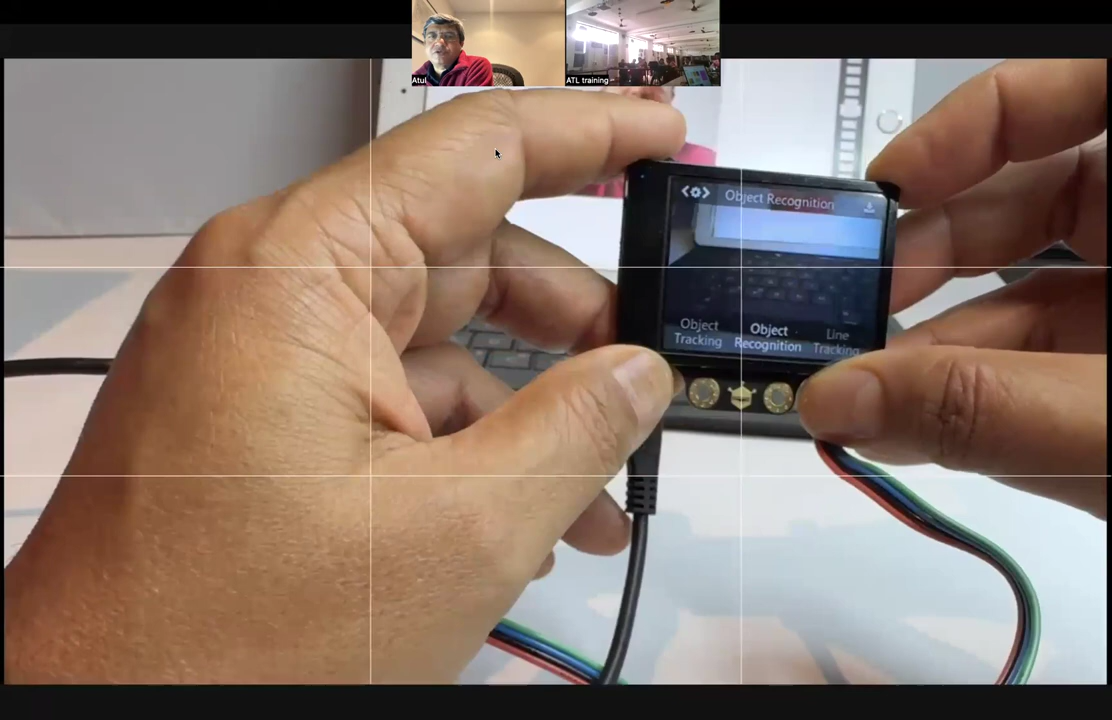 Atul
ATL training
Object Recognition
Object Tracking
Object Recognition
Line Tracking